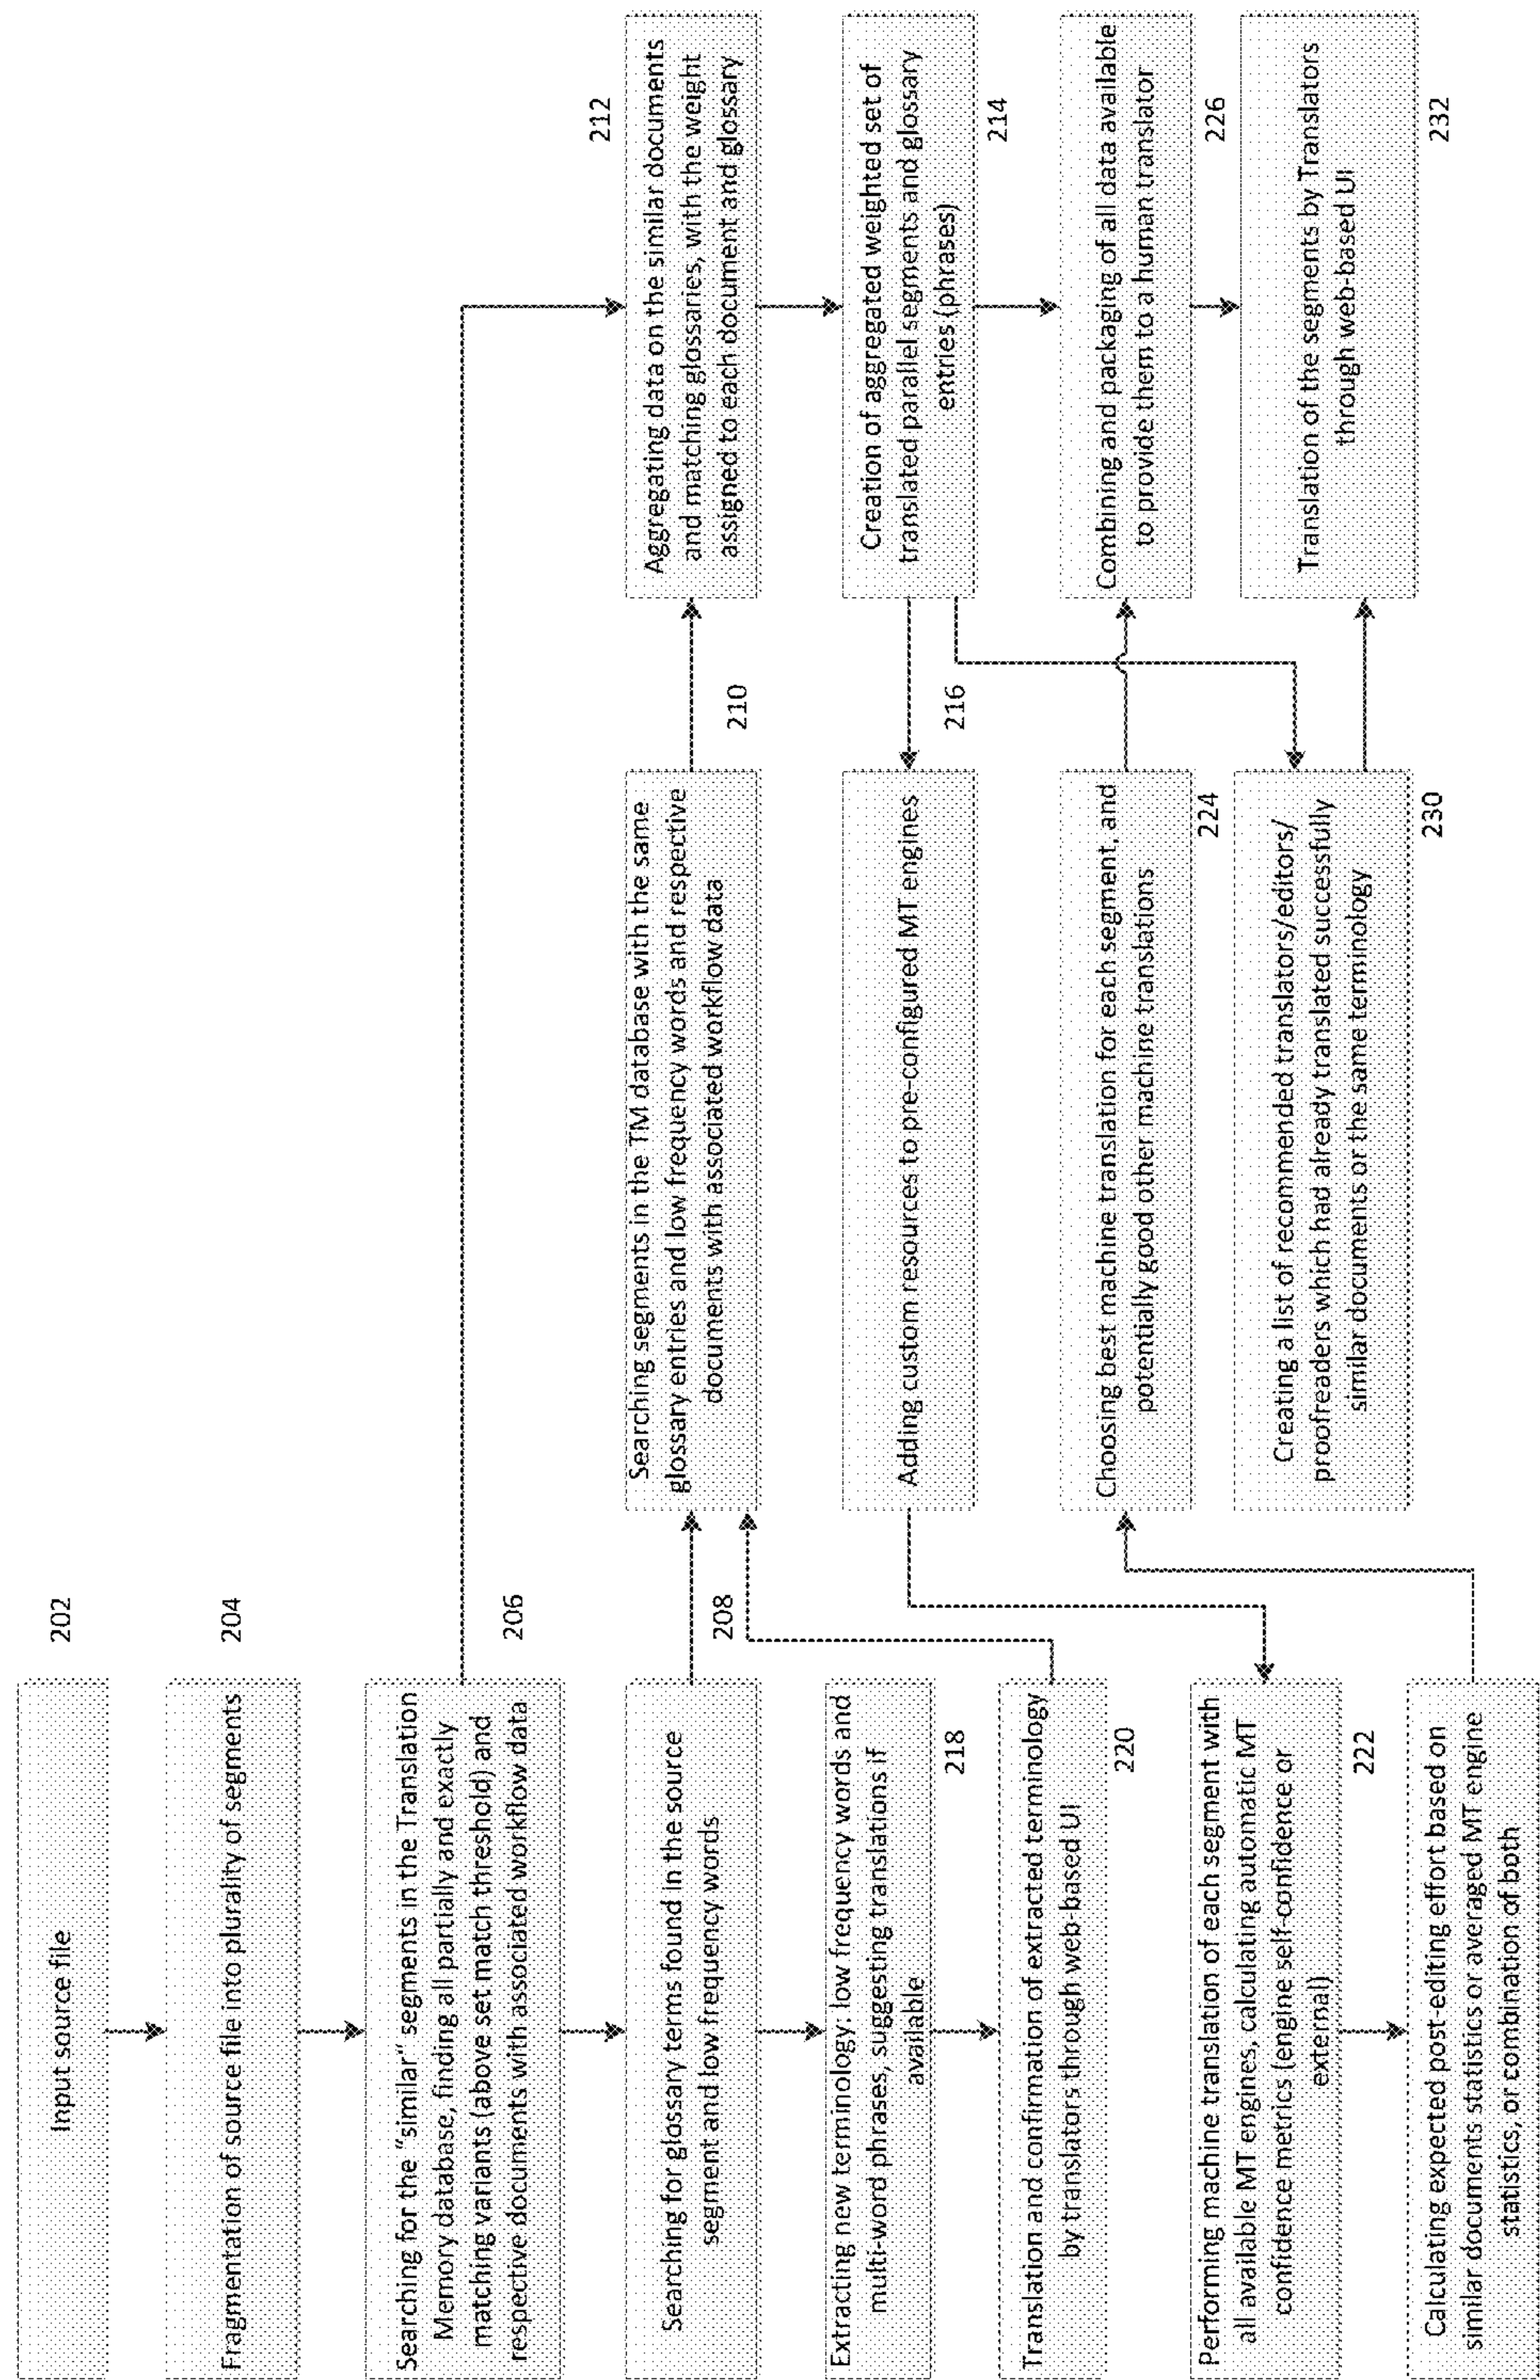 Input source file
202
Fragmentation of source file into plurality of segments
204
Searching for the “similar“ segments in the Translation
Memory database, finding all partially and exactly
matching variants (above set match threshold) and
respective documents with associated workflow data
206
Searching for glossary terms found in the source
segment and low frequency words
208
Searching segments in the TM database with the same
glossary entries and low frequency words and respective
documents with associated workflow data
210
Aggregating data on the similar documents
and matching glossaries, with the weight
assigned to each document and glossary
212
Extracting new terminology: low frequency words and
multi-word phrases, suggesting translations if
available
218
Adding custom resources to pre-configured MT engines
216
Creation of aggregated weighted set of
translated parallel segments and glossary
entries (phrases)
214
Translation and confirmation of extracted terminology
by translators through web-based UI
220
Choosing best machine translation for each segment, and
potentially good other machine translations
224
Combining and packaging of all data available
to provide them to a human translator
226
Performing machine translation of each segment with
all available MT engines, calculating automatic MT
confidence metrics (engine self-confidence or
external)
222
Creating a list of recommended translators/editors/
proofreaders which had already translated successfully
similar documents or the same terminology
230
Translation of the segments by Translators
through web-based UI
232
Calculating expected post-editing effort based on
similar documents statistics or averaged MT engine
statistics, or combination of both